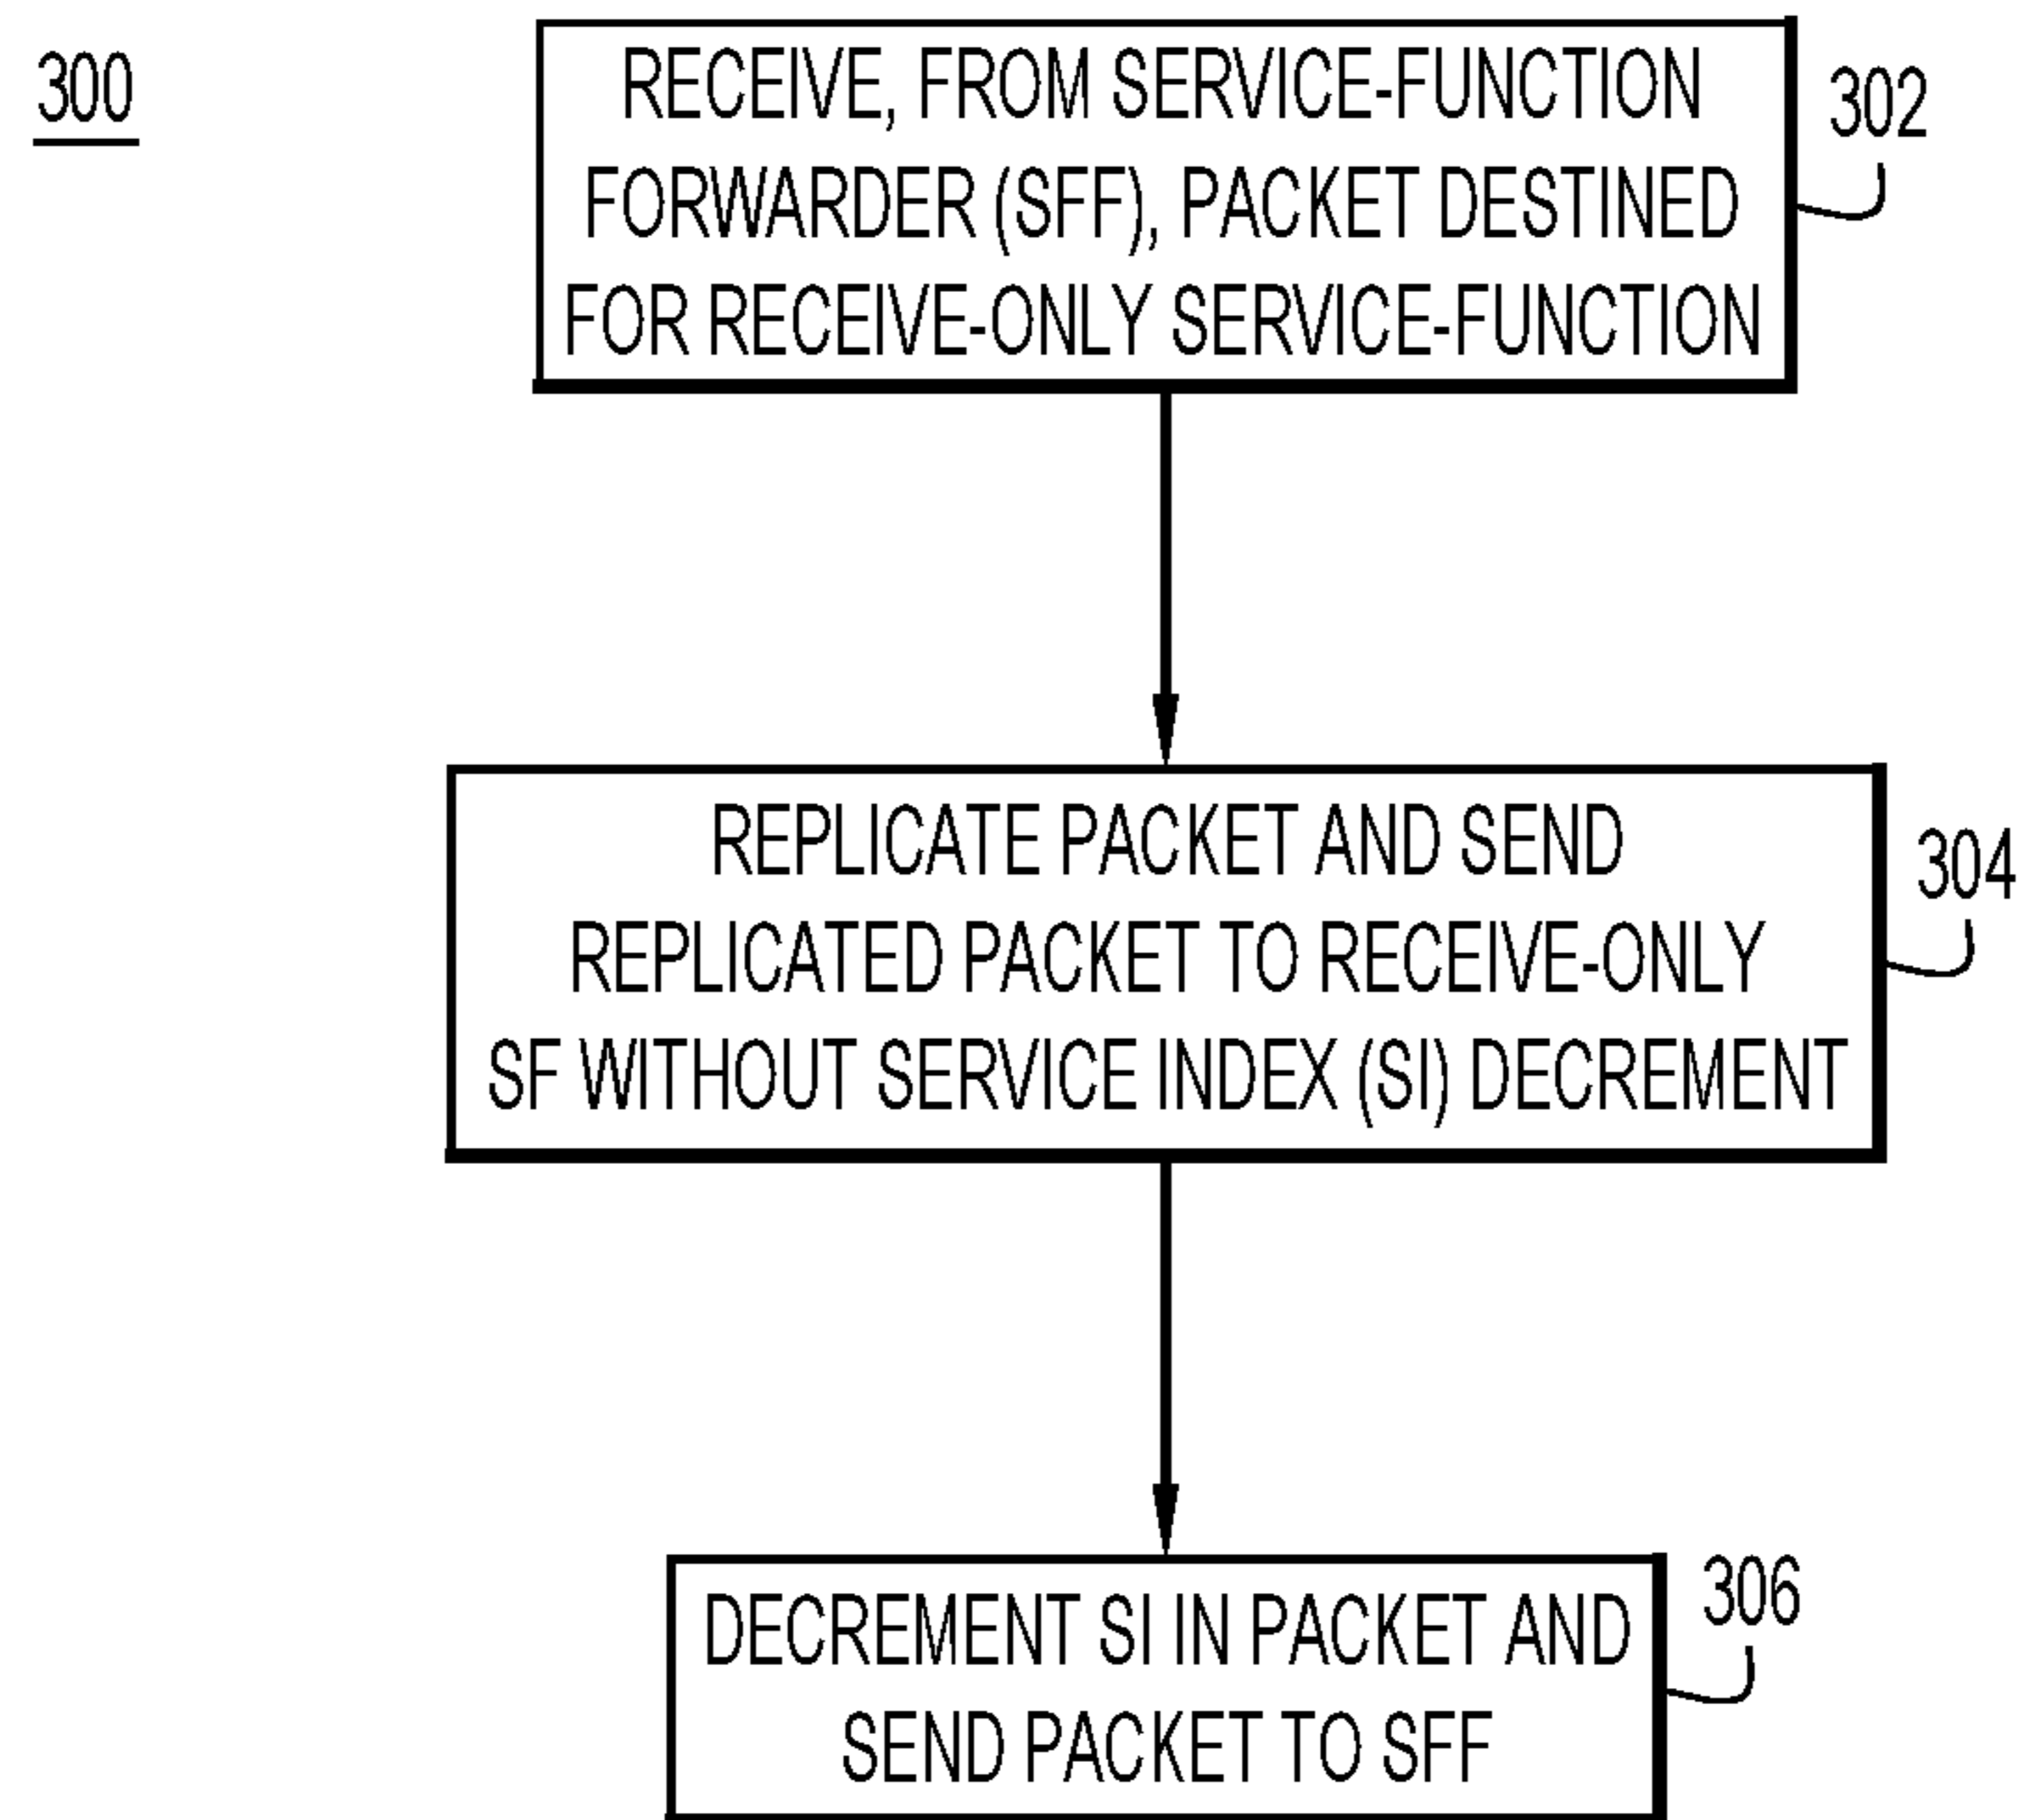 300
RECEIVE, FROM SERVICE-FUNCTION
FORWARDER (SFF), PACKET DESTINED
FOR RECEIVE-ONLY SERVICE-FUNCTION
302
REPLICATE PACKET AND SEND
REPLICATED PACKET TO RECEIVE-ONLY
SF WITHOUT SERVICE INDEX (SI) DECREMENT
304
DECREMENT SI IN PACKET AND
SEND PACKET TO SFF
306